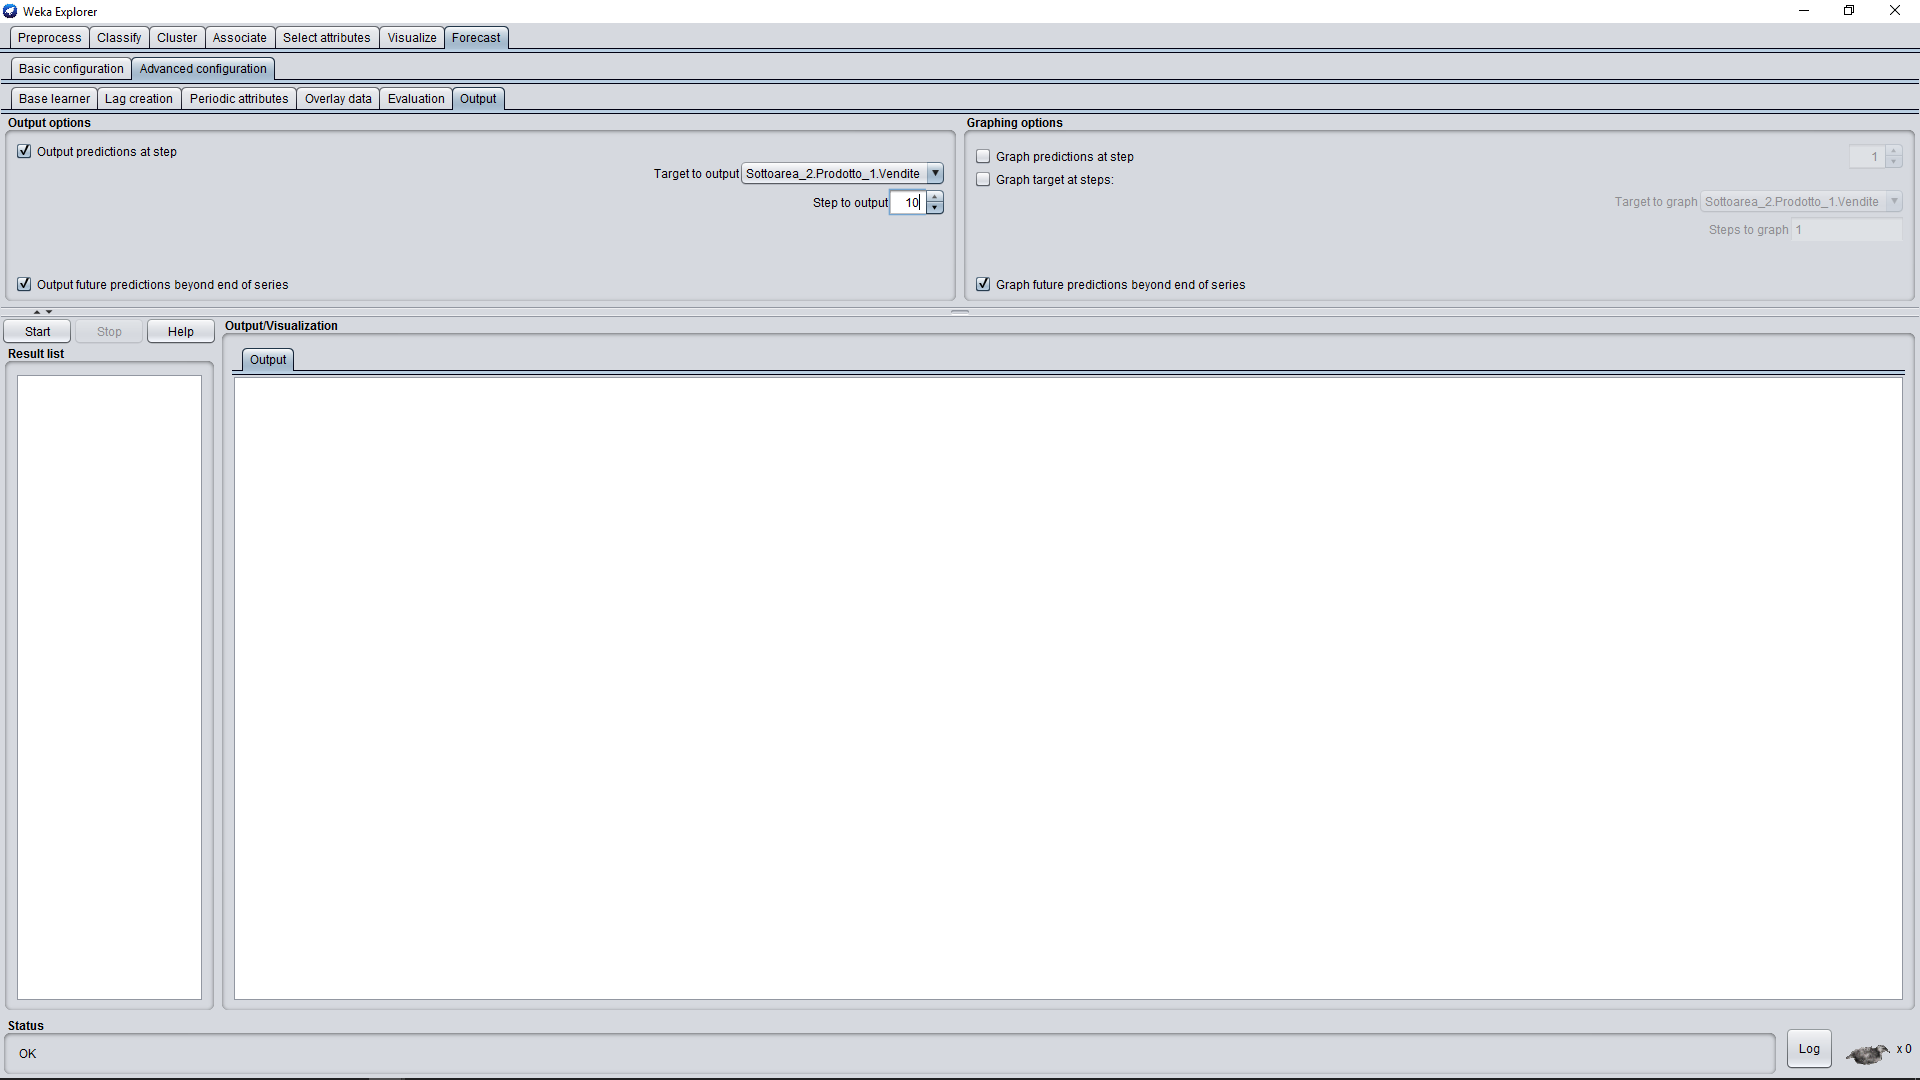 Weka Explorer
Preprocess Classify Cluster Associate Select attributes Visualize Forecast
Basic configuration Advanced configuration
Base learner Lag creation Periodic attributes Overlay data Evaluation Output
Output options
Output predictions at step
Target to output Sottoarea_2.Prodotto_1.Vendite
Step to output 10
Output future predictions beyond end of series
Graphing options
Graph predictions at step 1
Graph target at steps:
Target to graph Sottoarea_2.Prodotto_1.Vendite
Steps to graph 1
Graph future predictions beyond end of series
Start Stop Help
Result list
Output/Visualization
Output
Status
OK
Log x 0